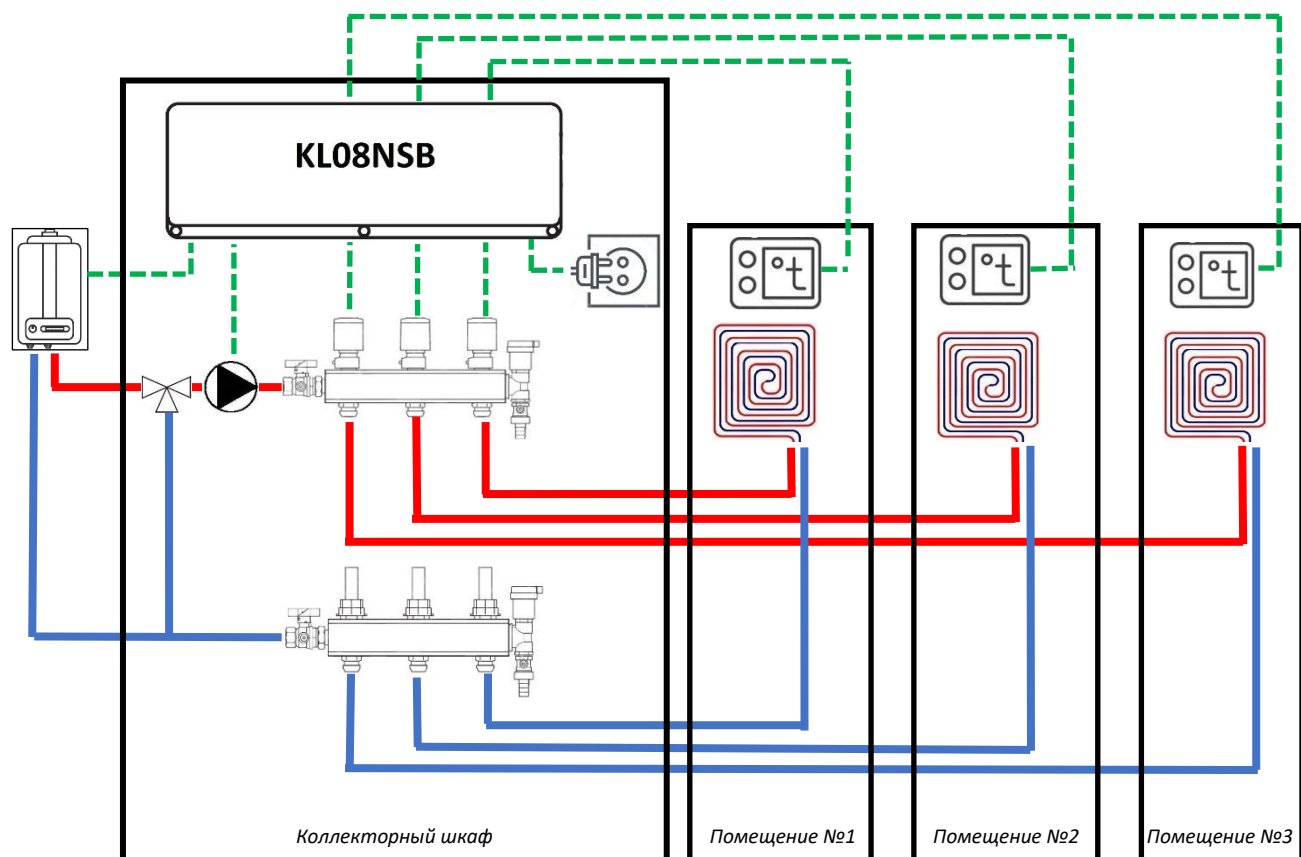 KL08NSB
°t
°t
°t
Коллекторный шкаф
Помещение №1
Помещение №2
Помещение №3